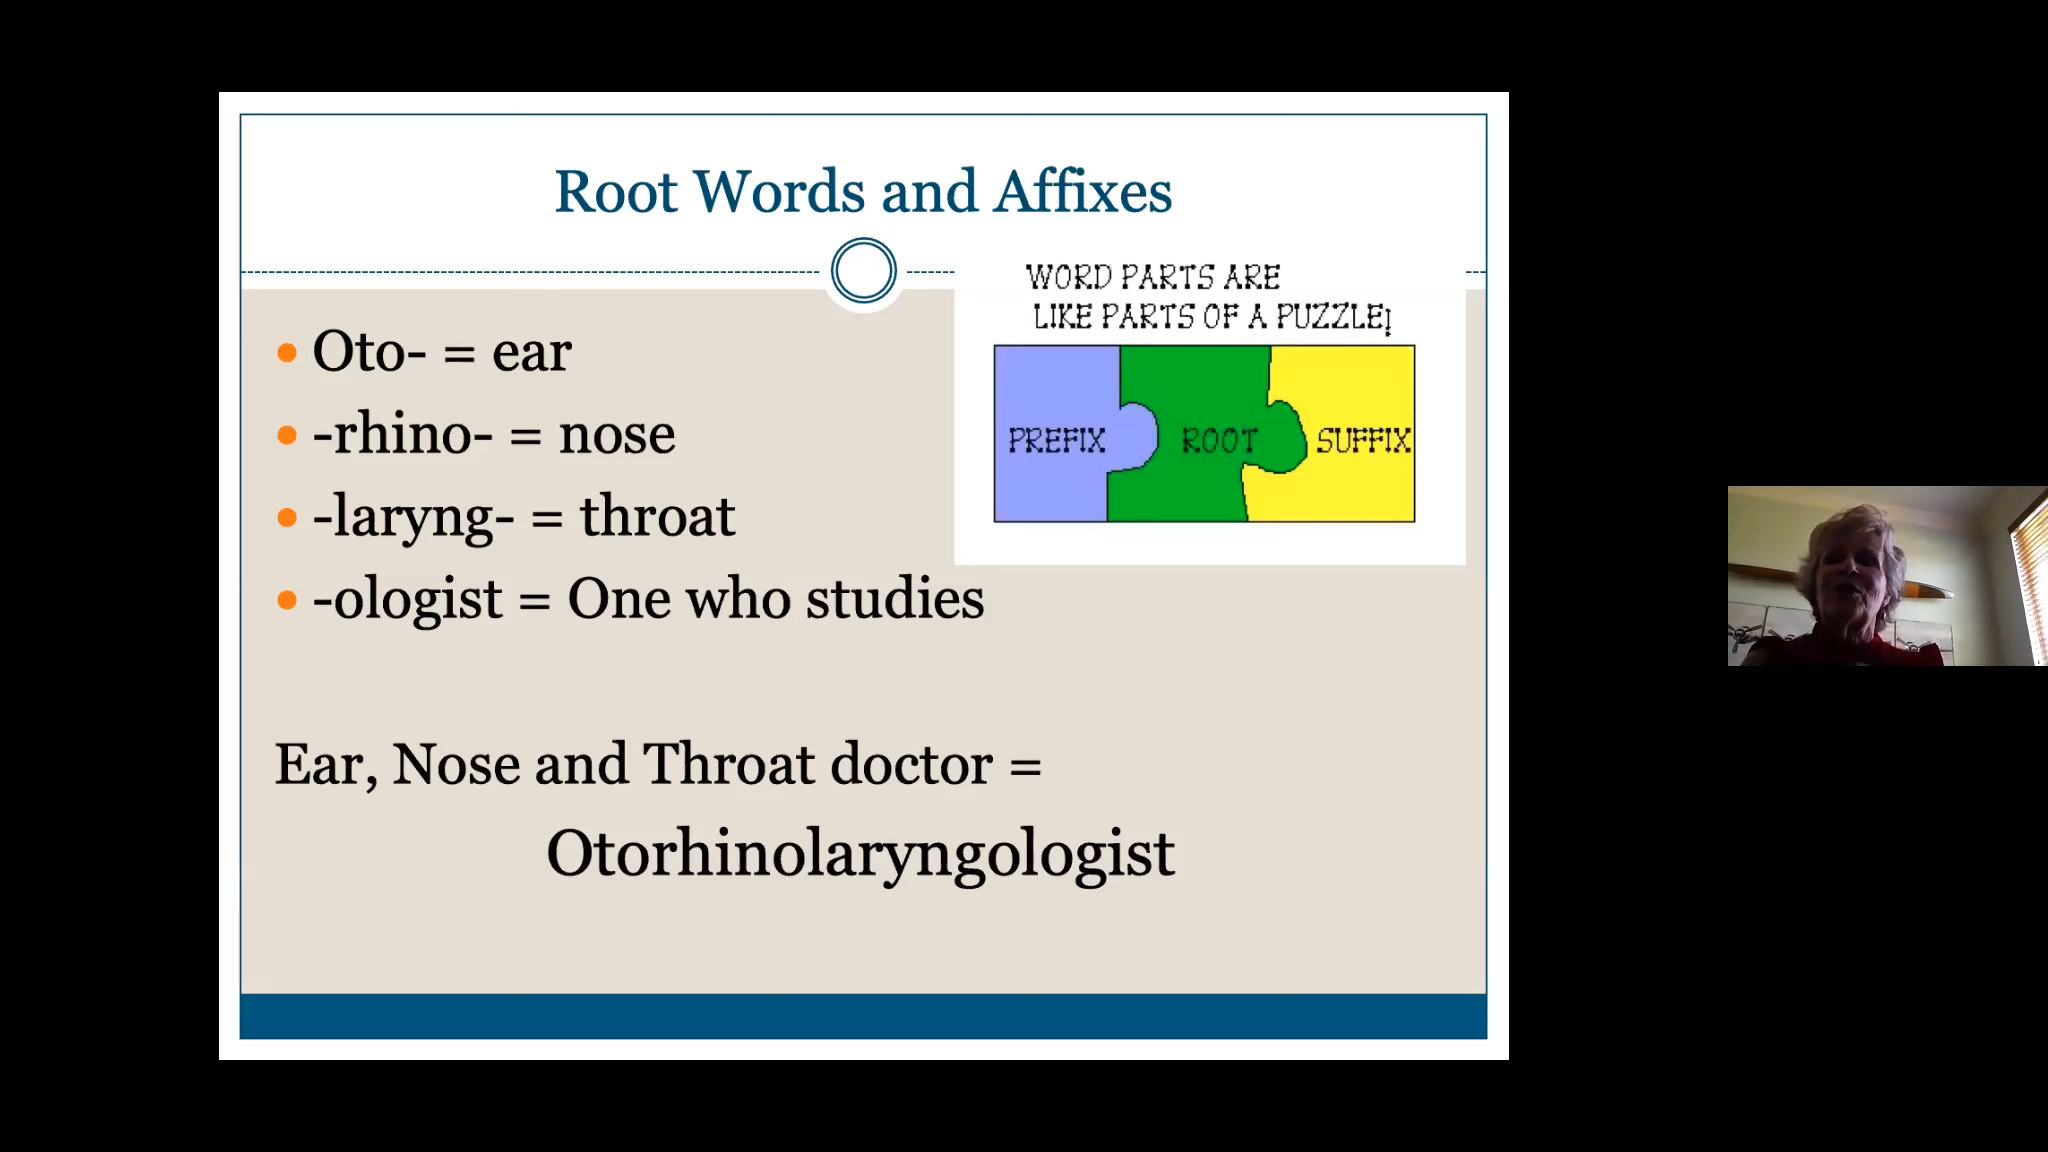 Root Words and Affixes
WORD PARTS ARE
LIKE PARTS OF A PUZZLE!
PREFIX ROOT SUFFIX
Oto- = ear
-rhino- = nose
-laryng- = throat
-ologist = One who studies
Ear, Nose and Throat doctor =
Otorhinolaryngologist